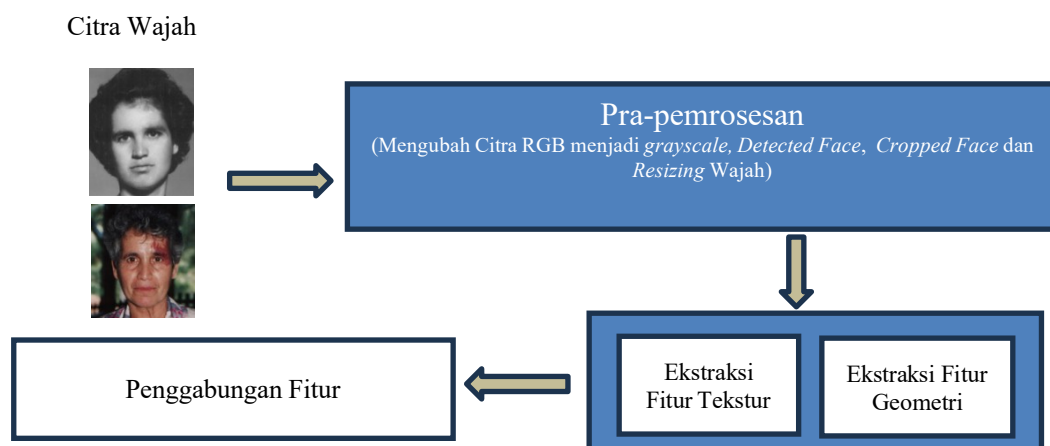 Citra Wajah
Pra-pemrosesan
(Mengubah Citra RGB menjadi grayscale, Detected Face, Cropped Face dan
Resizing Wajah)
Ekstraksi
Fitur Tekstur
Ekstraksi Fitur
Geometri
Penggabungan Fitur